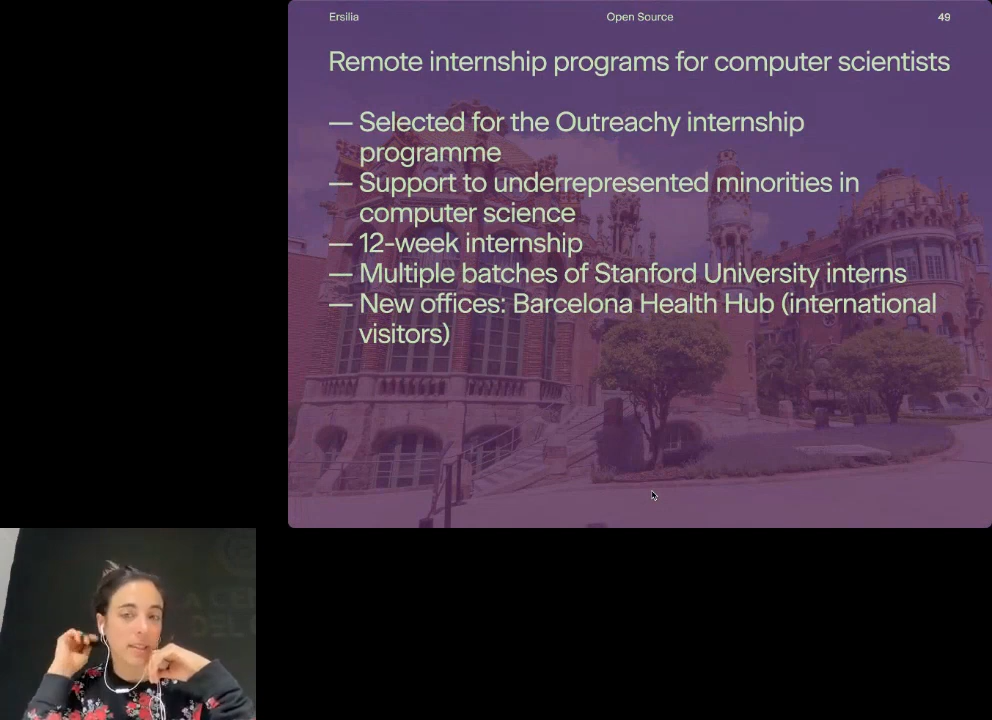 Ersilia
Open Source
49
Remote internship programs for computer scientists
— Selected for the Outreachy internship
programme
— Support to underrepresented minorities in
computer science
— 12-week internship
— Multiple batches of Stanford University interns
— New offices: Barcelona Health Hub (international
visitors)